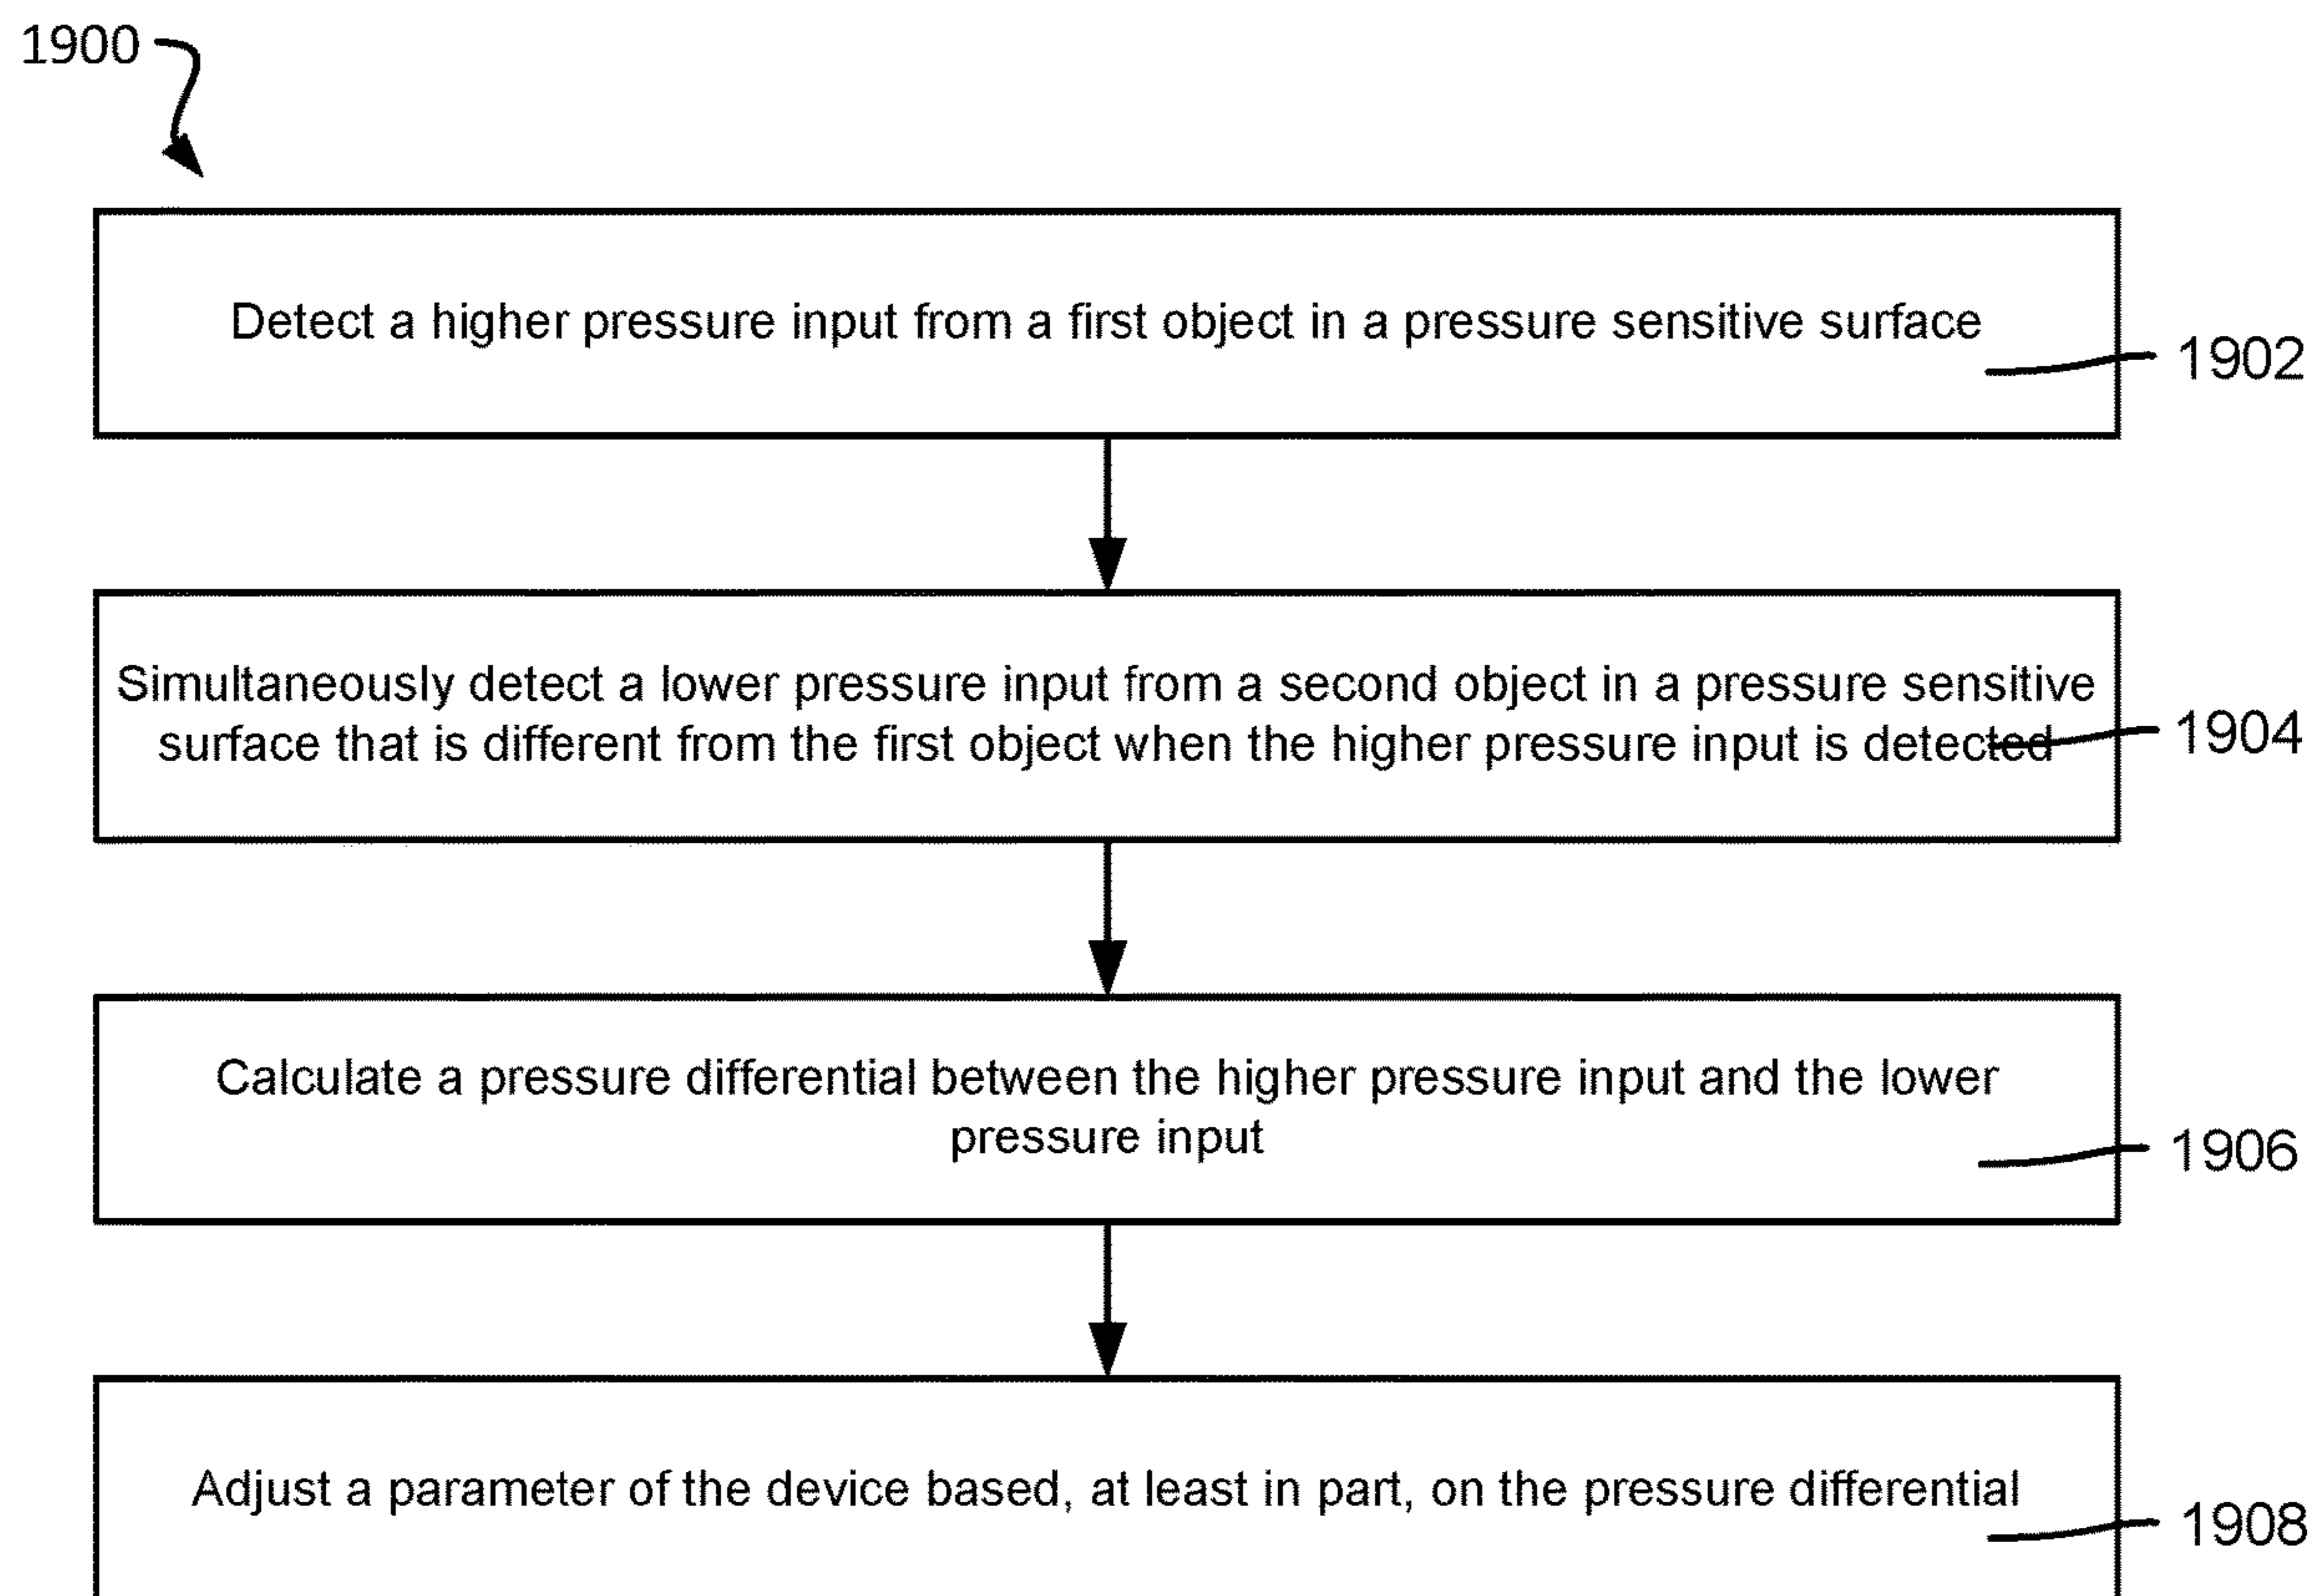 1900
Detect a higher pressure input from a first object in a pressure sensitive surface
1902
Simultaneously detect a lower pressure input from a second object in a pressure sensitive
surface that is different from the first object when the higher pressure input is detected
1904
Calculate a pressure differential between the higher pressure input and the lower
pressure input
1906
Adjust a parameter of the device based, at least in part, on the pressure differential
1908